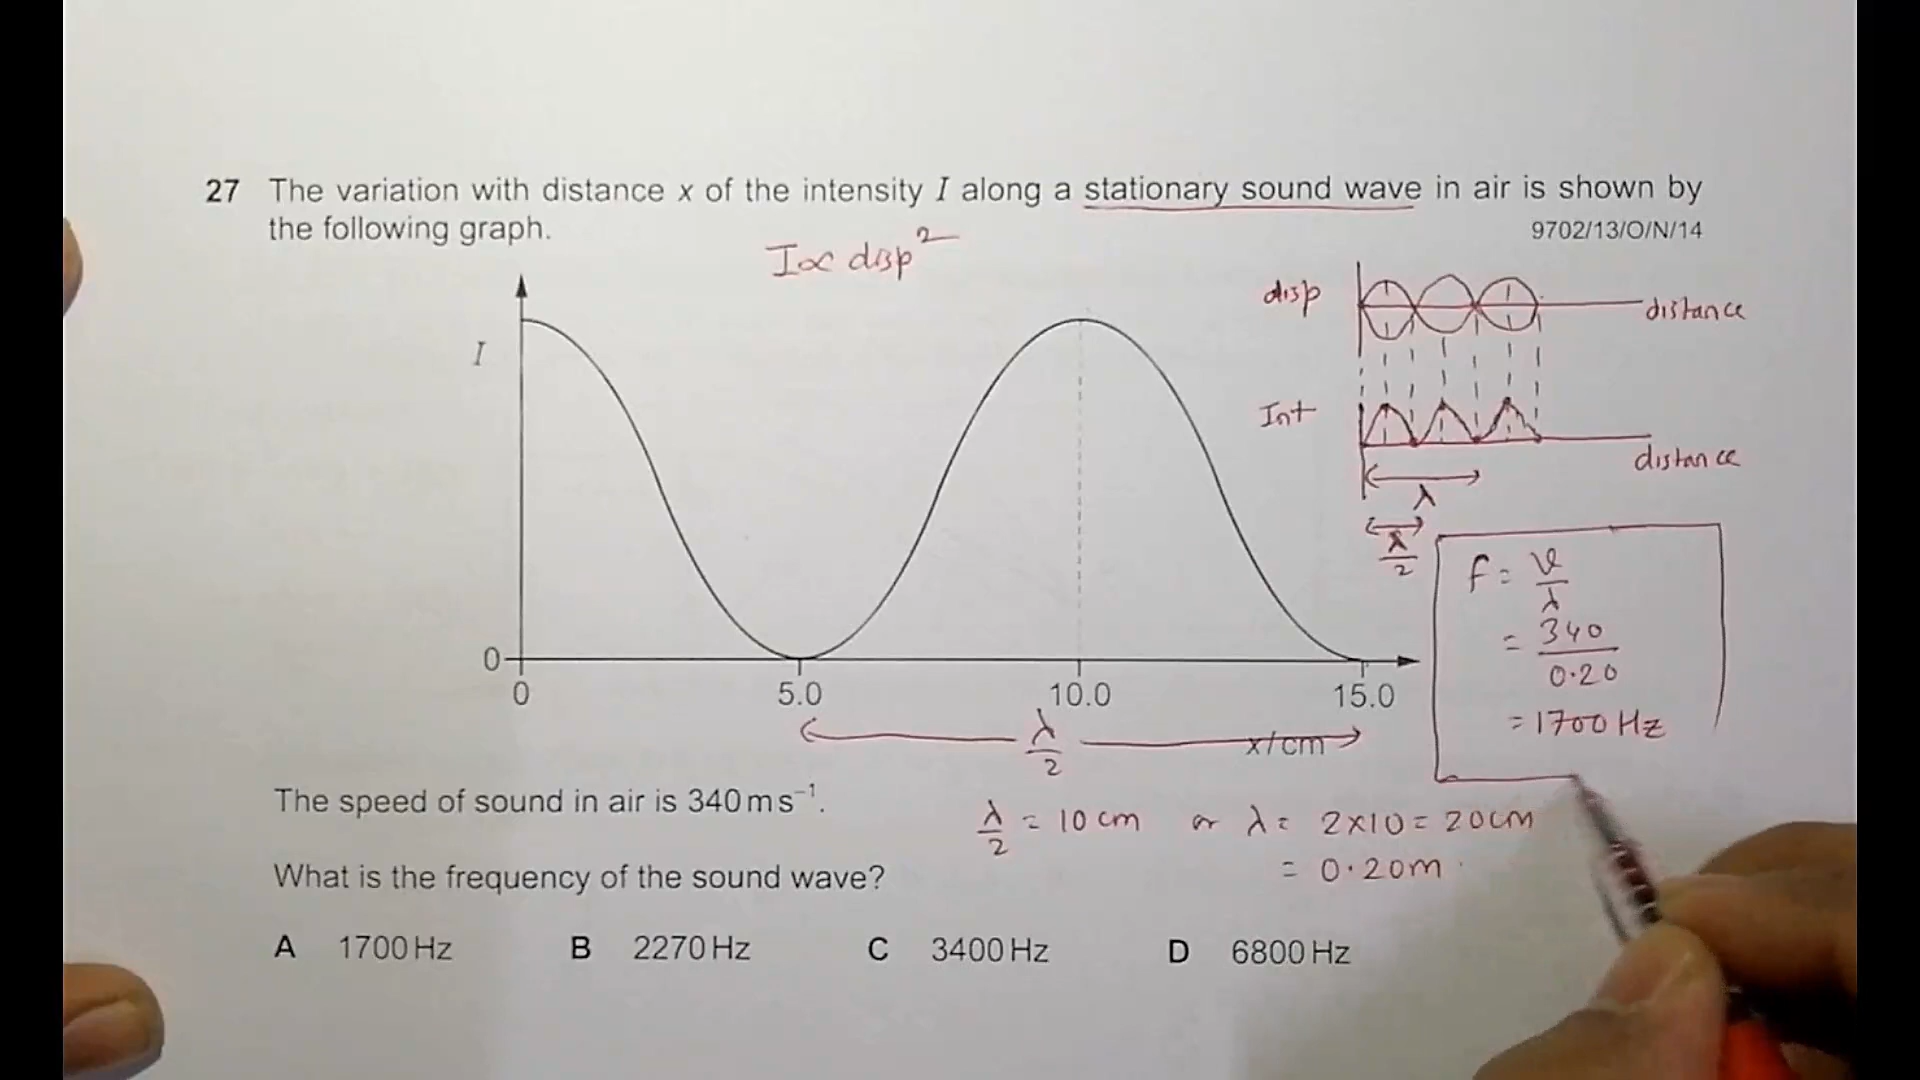 27 The variation with distance x of the intensity I along a stationary sound wave in air is shown by
the following graph.
9702/13/O/N/14
I ∝ disp²
disp
distance
I
Int
distance
λ
λ/2
0
0 5.0 10.0 15.0
λ/2
x/cm
f = v/λ
= 340/0.20
= 1700 Hz
The speed of sound in air is 340 m s⁻¹.
λ/2 = 10 cm or λ = 2×10 = 20cm
= 0.20m
What is the frequency of the sound wave?
A 1700 Hz B 2270 Hz C 3400 Hz D 6800 Hz